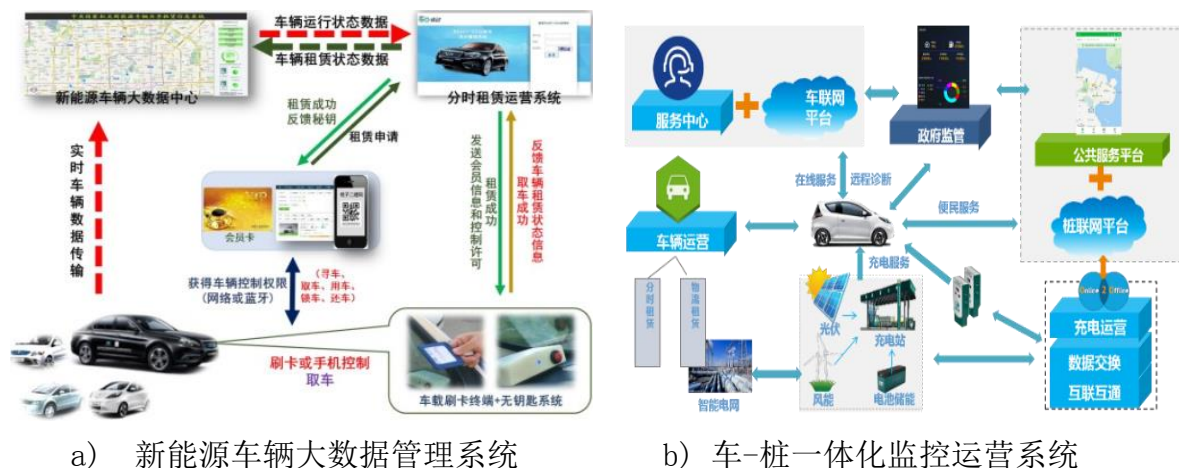 车辆运行状态数据
车辆租赁状态数据
新能源车辆大数据中心
分时租赁运营系统
租赁成功
反馈秘钥
租赁申请
实时车辆数据传输
发送会员信息和控制许可
租赁成功
取车成功
反馈车辆租赁状态信息
会员卡
获得车辆控制权限
(网络或蓝牙)
(寻车、
取车、用车、
锁车、还车)
刷卡或手机控制
取车
车载刷卡终端+无钥匙系统
a) 新能源车辆大数据管理系统
服务中心
车联网
平台
政府监管
公共服务平台
在线服务
远程诊断
便民服务
桩联网平台
车辆运营
充电服务
分时租赁
物流租赁
光伏
充电站
风能
电池储能
智能电网
Online 2 Offline
充电运营
数据交换
互联互通
b) 车-桩一体化监控运营系统